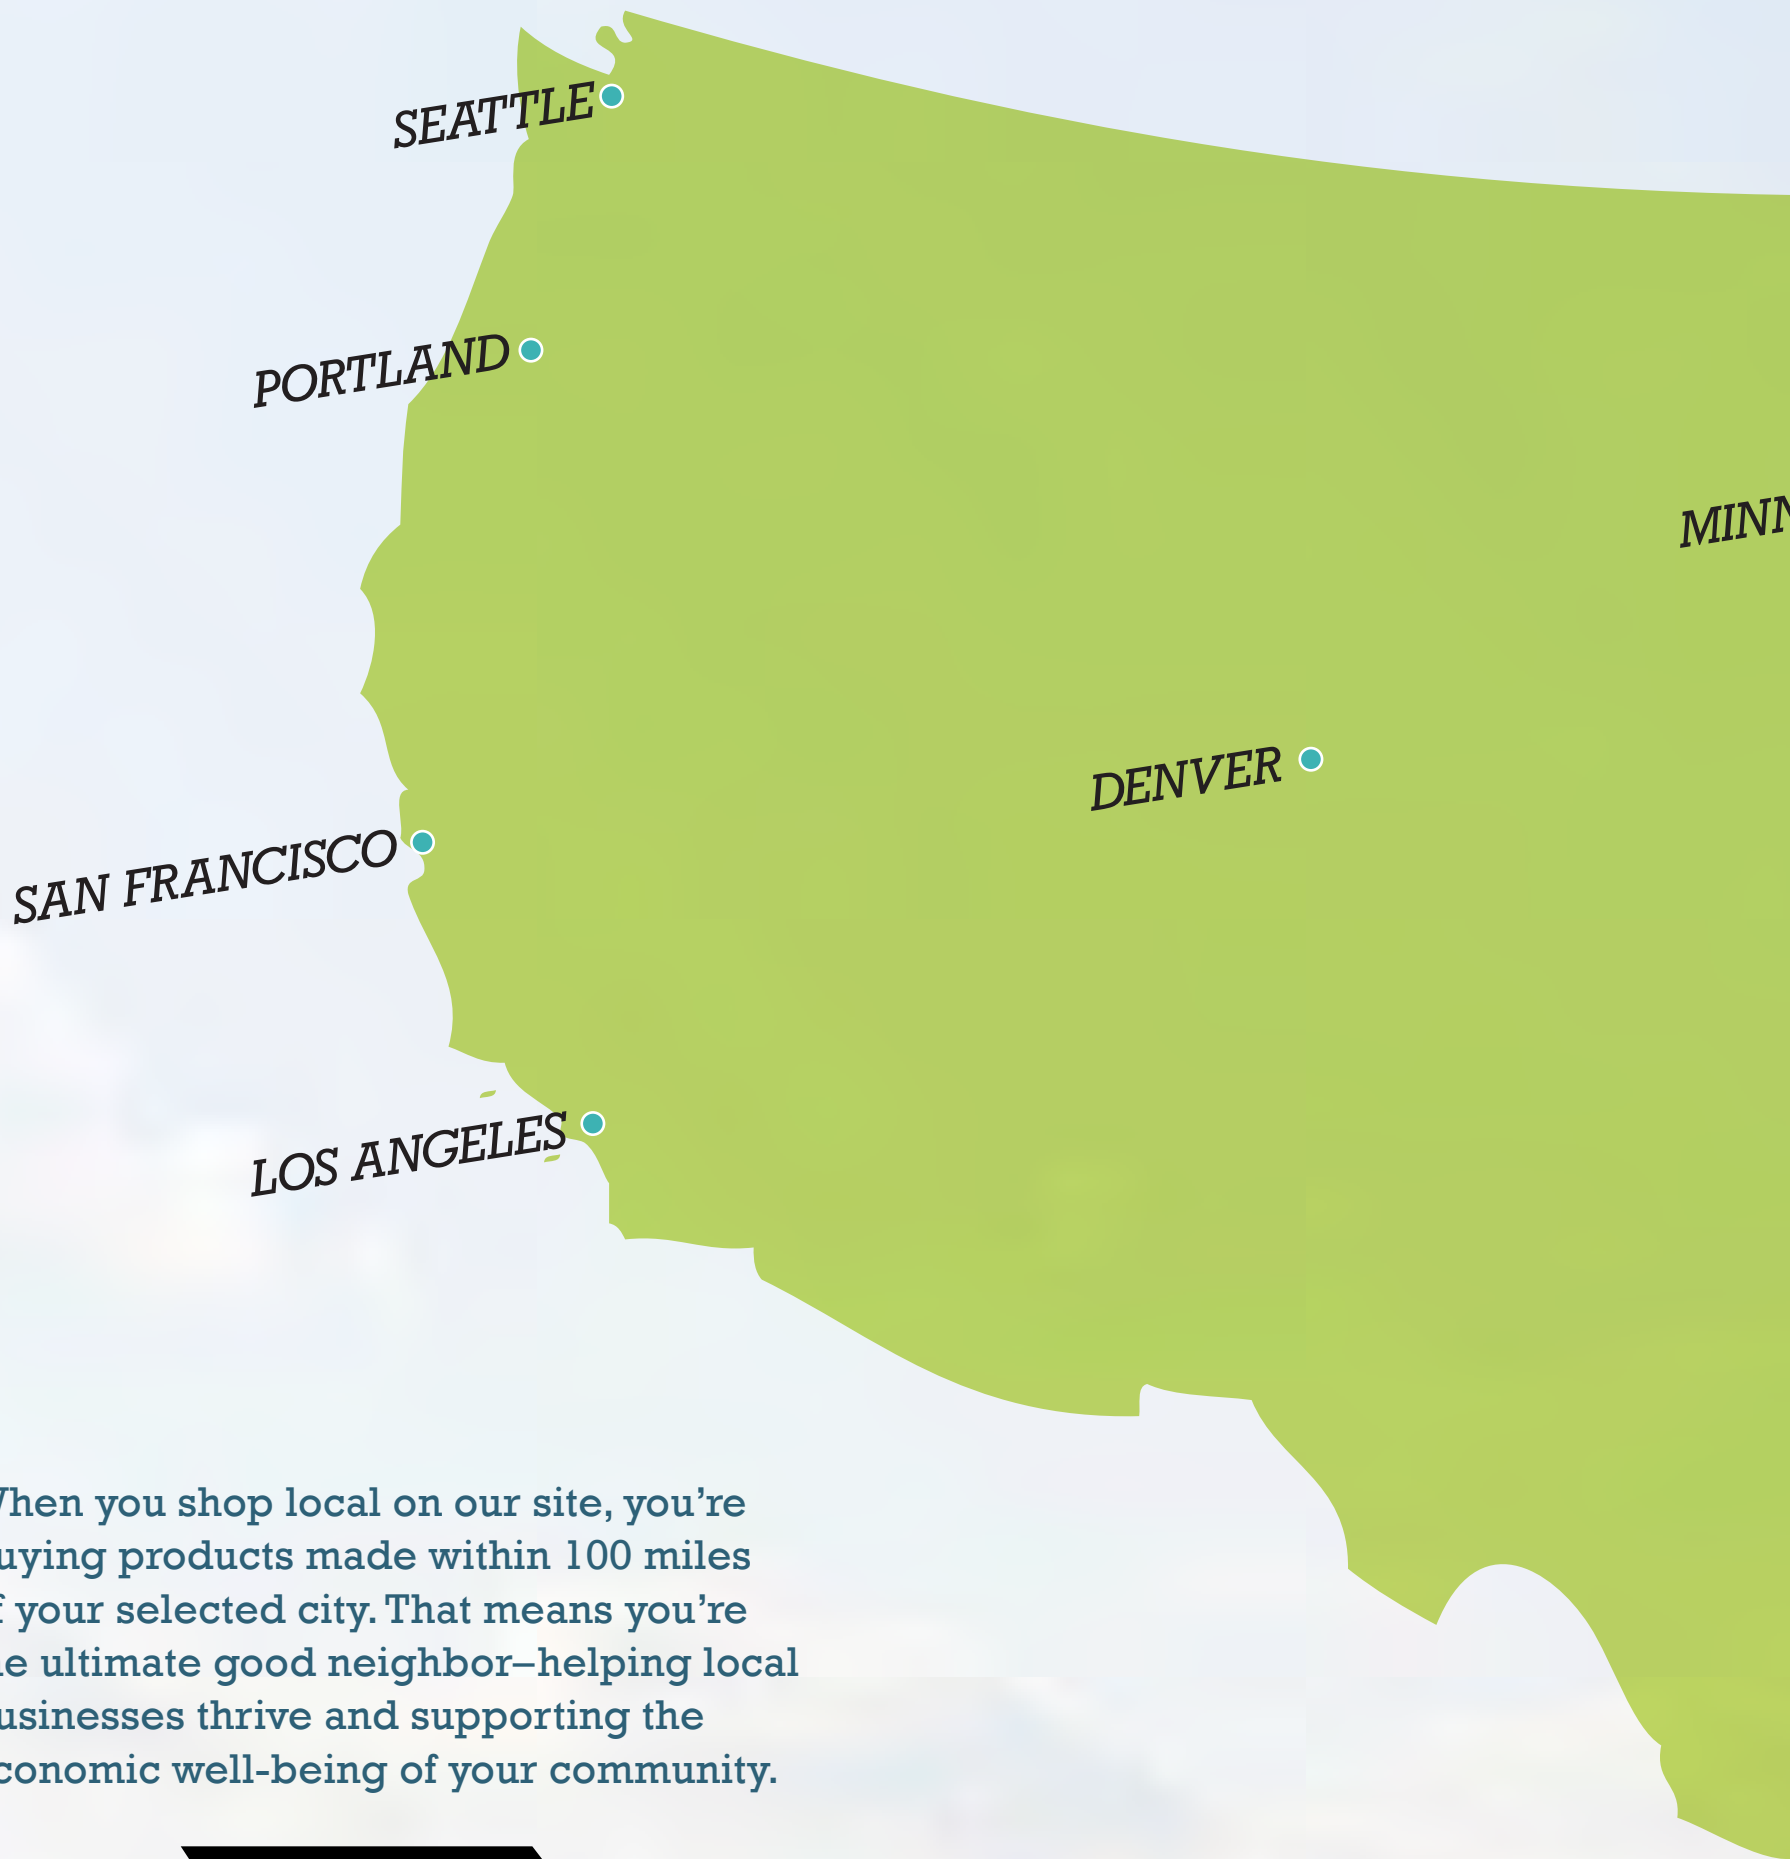 SEATTLE
PORTLAND
MINN
DENVER
SAN FRANCISCO
LOS ANGELES
hen you shop local on our site, you’re
uying products made within 100 miles
f your selected city. That means you’re
e ultimate good neighbor–helping local
usinesses thrive and supporting the
conomic well-being of your community.